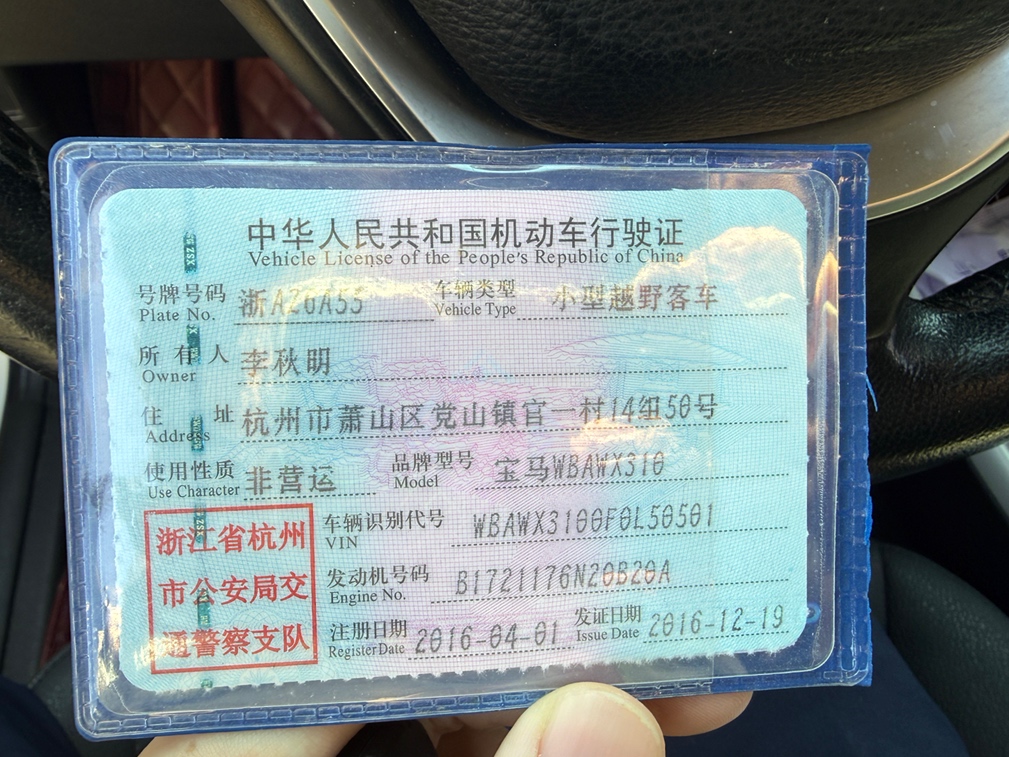 中华人民共和国机动车行驶证
Vehicle License of the People's Republic of China
号牌号码 浙A26A55 车辆类型 小型越野客车
Plate No. Vehicle Type
所有人 李秋明
Owner
住址 杭州市萧山区党山镇官一村14组50号
Address
使用性质 非营运 品牌型号 宝马WBAWX310
Use Character Model
浙江省杭州
市公安局交
通警察支队
车辆识别代号 WBAWX3100F0L50501
VIN
发动机号码 B1721176N20B20A
Engine No.
注册日期 2016-04-01 发证日期 2016-12-19
Register Date Issue Date